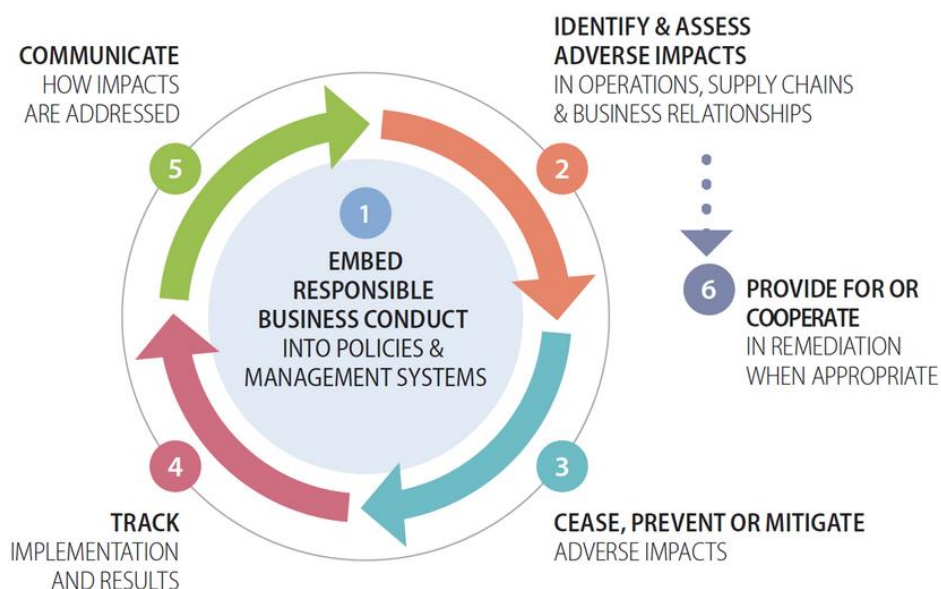 1
EMBED
RESPONSIBLE
BUSINESS CONDUCT
INTO POLICIES &
MANAGEMENT SYSTEMS
2
IDENTIFY & ASSESS
ADVERSE IMPACTS
IN OPERATIONS, SUPPLY CHAINS
& BUSINESS RELATIONSHIPS
3
CEASE, PREVENT OR MITIGATE
ADVERSE IMPACTS
4
TRACK
IMPLEMENTATION
AND RESULTS
5
COMMUNICATE
HOW IMPACTS
ARE ADDRESSED
6
PROVIDE FOR OR
COOPERATE
IN REMEDIATION
WHEN APPROPRIATE